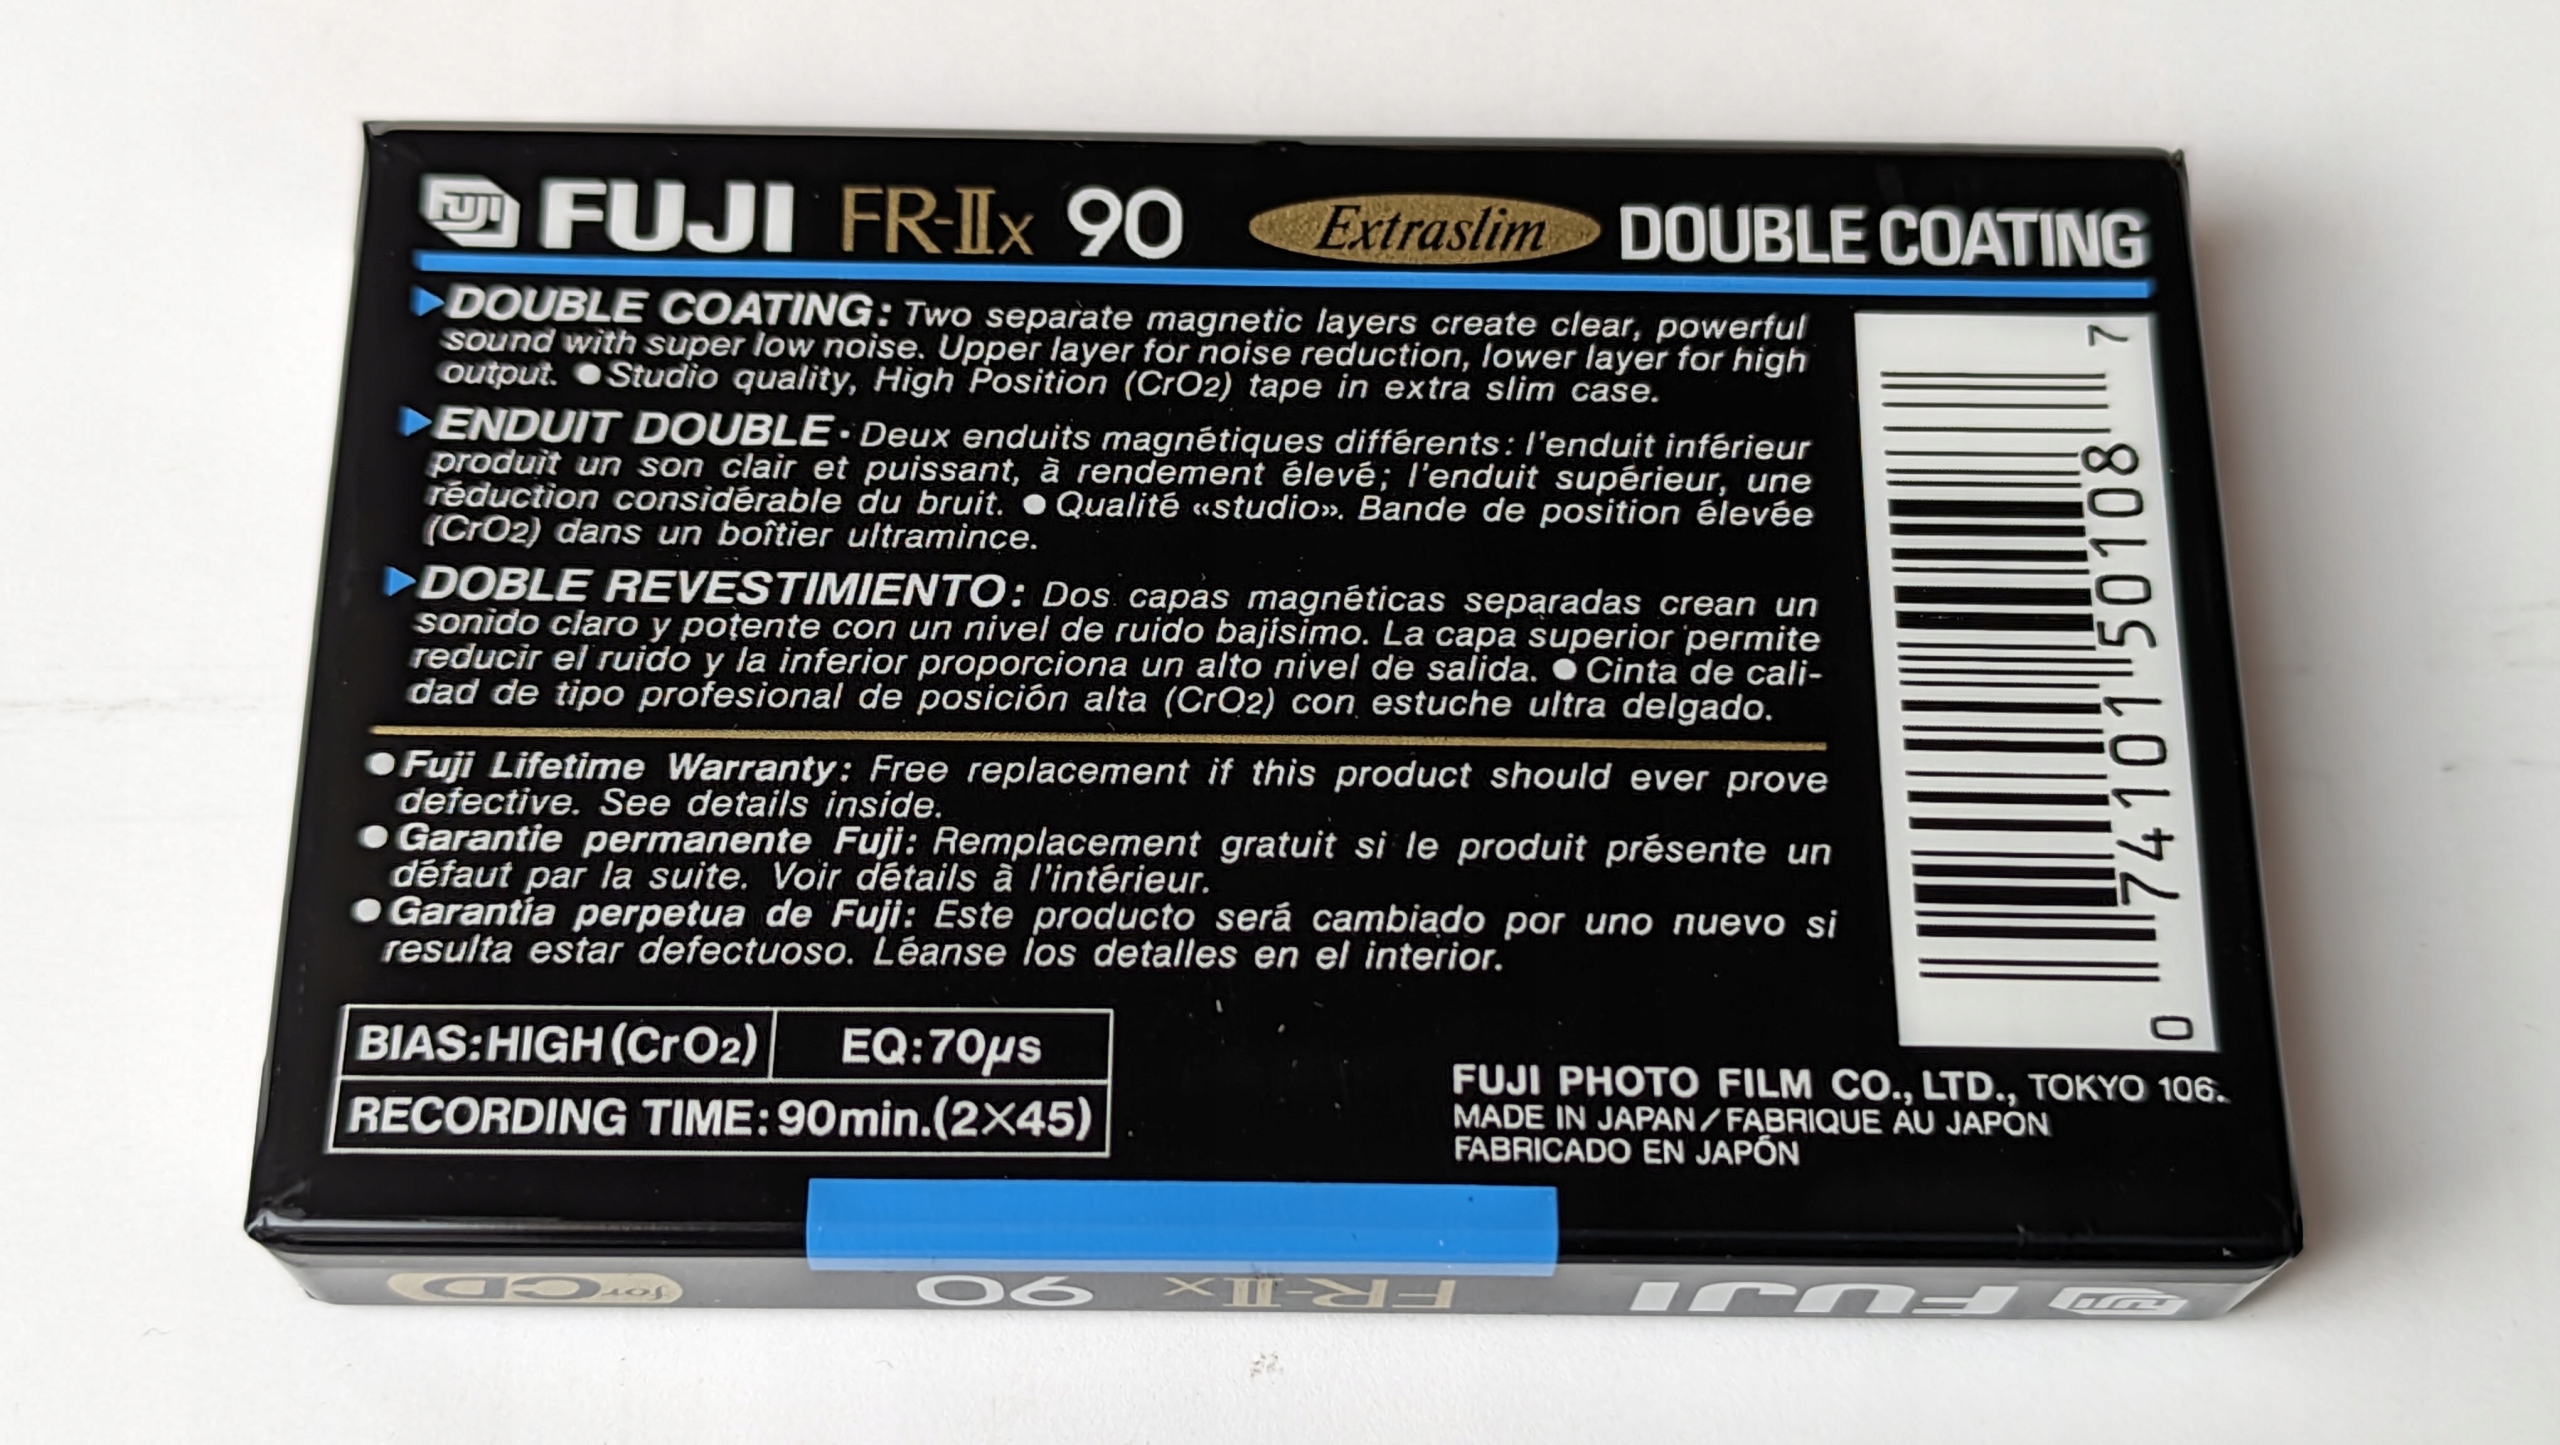 FUJI FUJI FR-IIx 90 Extraslim DOUBLE COATING
DOUBLE COATING: Two separate magnetic layers create clear, powerful
sound with super low noise. Upper layer for noise reduction, lower layer for high
output. ●Studio quality, High Position (CrO2) tape in extra slim case.
ENDUIT DOUBLE· Deux enduits magnétiques différents: l'enduit inférieur
produit un son clair et puissant, à rendement élevé; l'enduit supérieur, une
réduction considérable du bruit. ● Qualité «studio». Bande de position élevée
(CrO2) dans un boîtier ultramince.
DOBLE REVESTIMIENTO: Dos capas magnéticas separadas crean un
sonido claro y potente con un nivel de ruido bajísimo. La capa superior permite
reducir el ruido y la inferior proporciona un alto nivel de salida. ● Cinta de cali-
dad de tipo profesional de posición alta (CrO2) con estuche ultra delgado.
●Fuji Lifetime Warranty: Free replacement if this product should ever prove
defective. See details inside.
●Garantie permanente Fuji: Remplacement gratuit si le produit présente un
défaut par la suite. Voir détails à l'intérieur.
●Garantía perpetua de Fuji: Este producto será cambiado por uno nuevo si
resulta estar defectuoso. Léanse los detalles en el interior.
0 74101 50108 7
BIAS:HIGH(CrO2) EQ:70µs
RECORDING TIME:90min.(2×45)
FUJI PHOTO FILM CO., LTD., TOKYO 106.
MADE IN JAPAN/FABRIQUE AU JAPON
FABRICADO EN JAPÓN
FUJI FUJI FR-IIx 90 for CD